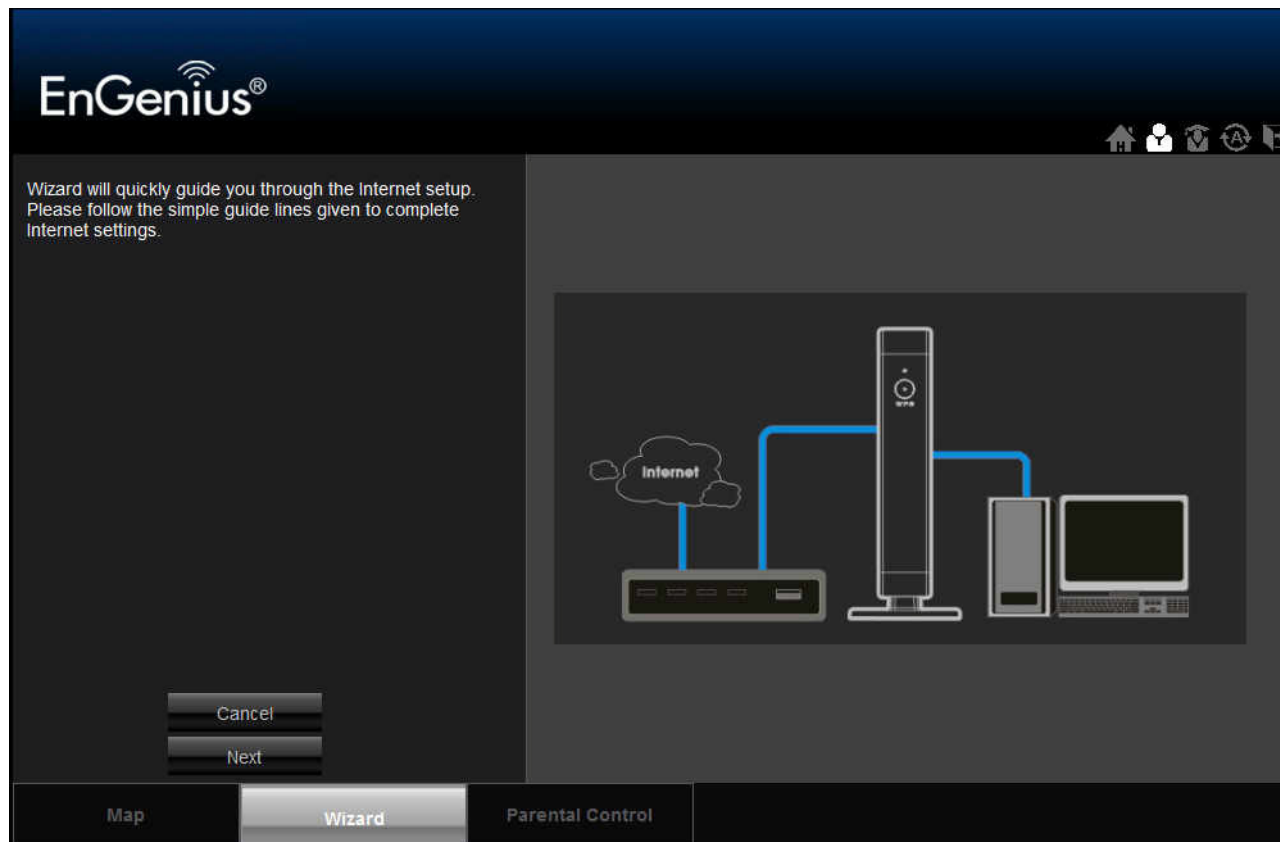 EnGenius®
Wizard will quickly guide you through the Internet setup.
Please follow the simple guide lines given to complete
Internet settings.
Internet
WPS
Cancel
Next
Map
Wizard
Parental Control